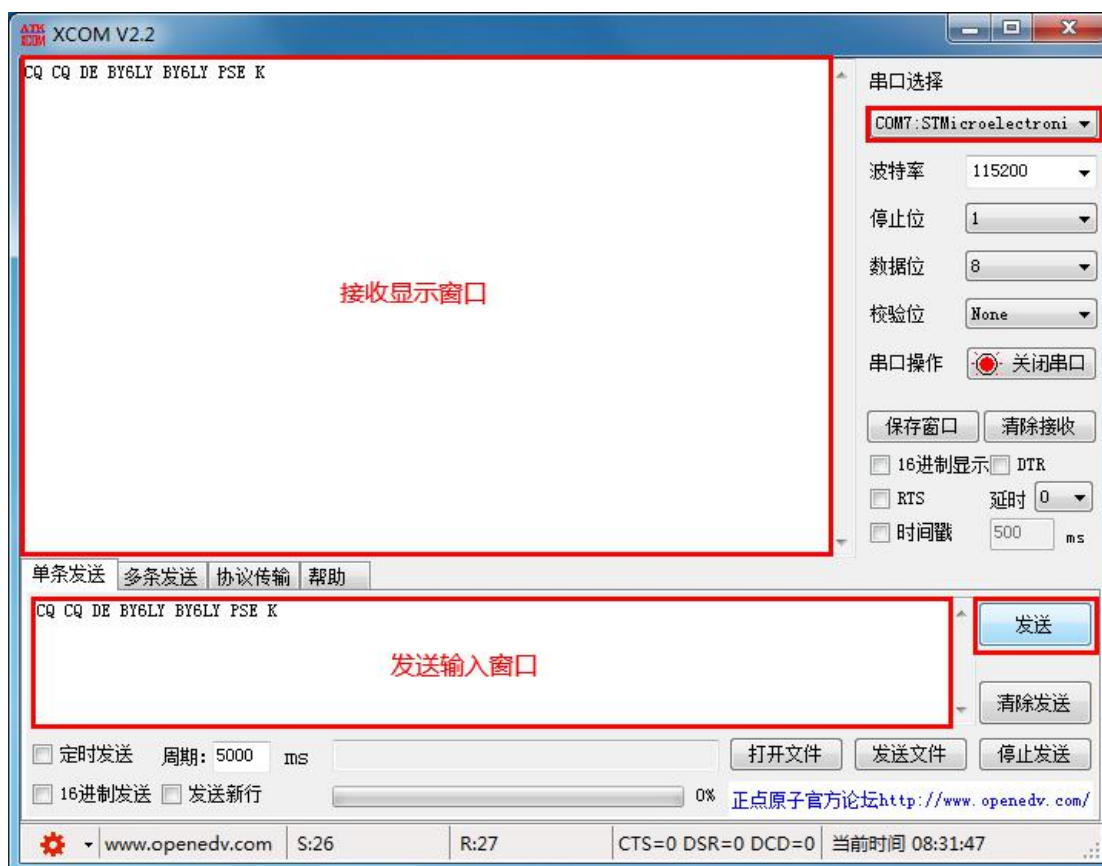 ATK XCOM XCOM V2.2
CQ CQ DE BY6LY BY6LY PSE K
接收显示窗口
串口选择
COM7:STMicroelectroni
波特率 115200
停止位 1
数据位 8
校验位 None
串口操作 关闭串口
保存窗口 清除接收
16进制显示 DTR
RTS 延时 0
时间戳 500 ms
单条发送 多条发送 协议传输 帮助
CQ CQ DE BY6LY BY6LY PSE K
发送输入窗口
发送
清除发送
定时发送 周期: 5000 ms 打开文件 发送文件 停止发送
16进制发送 发送新行 0% 正点原子官方论坛http://www.openedv.com/
www.openedv.com S:26 R:27 CTS=0 DSR=0 DCD=0 当前时间 08:31:47